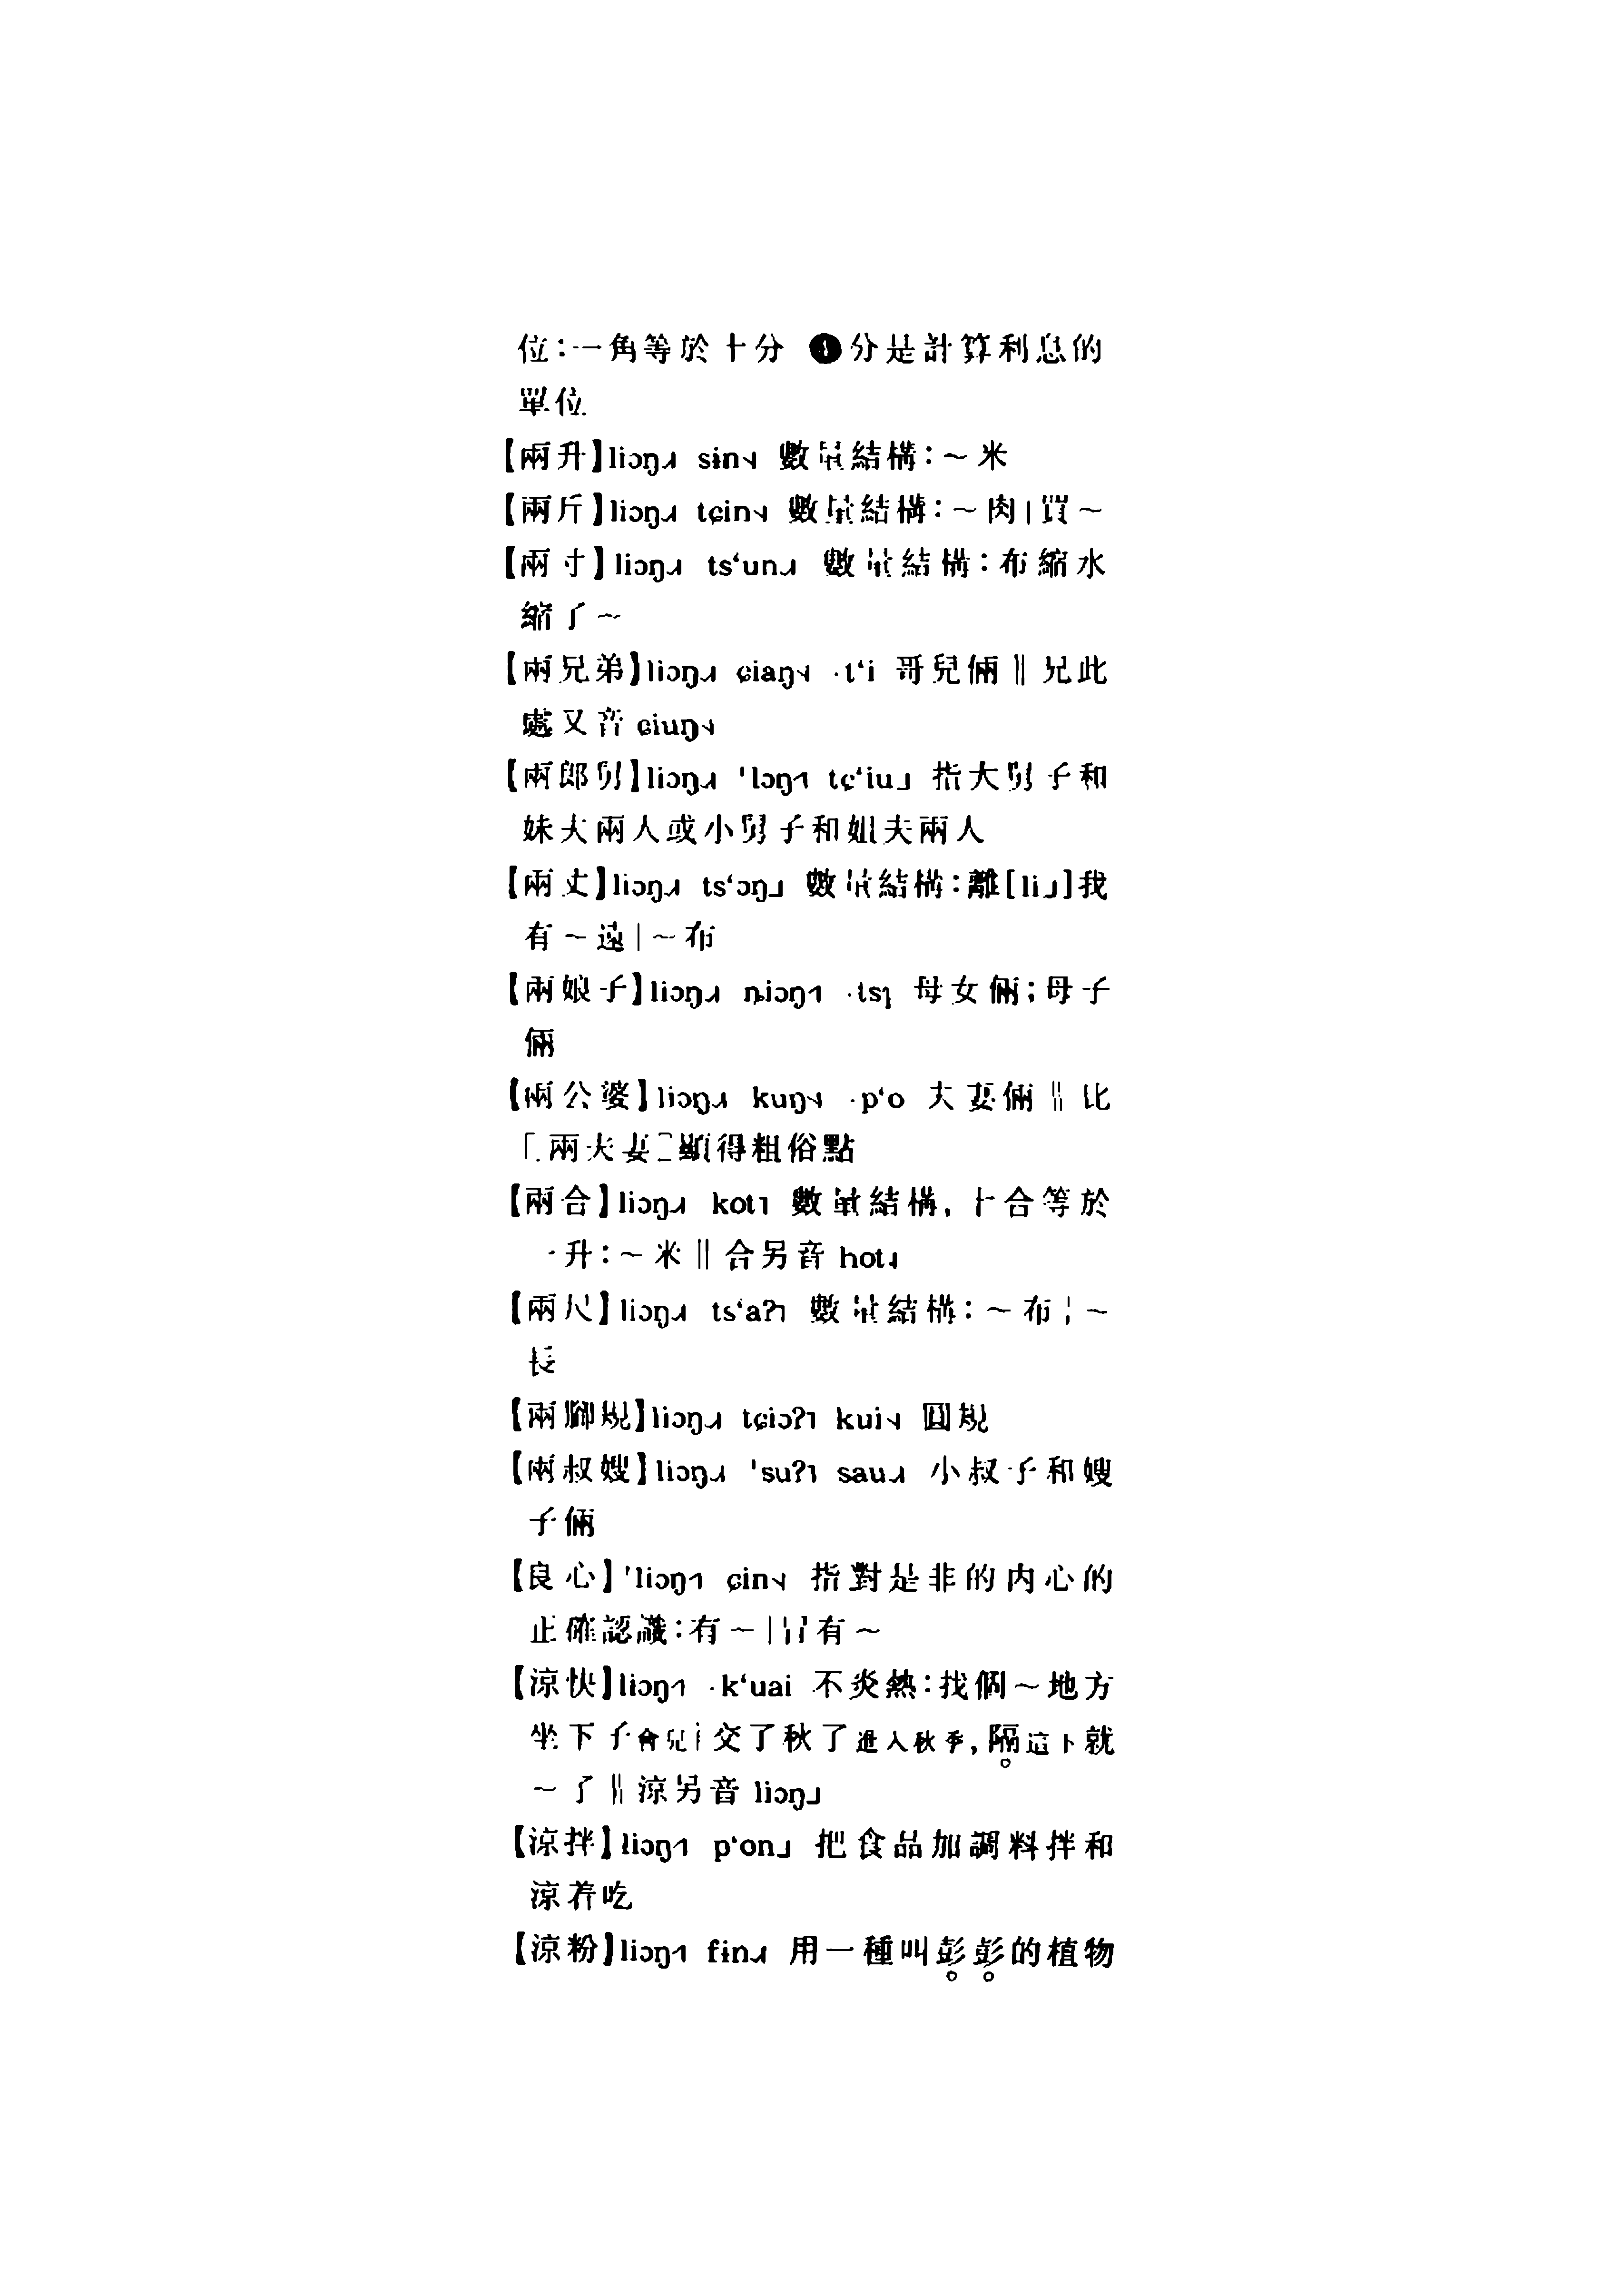 位：一角等於十分 ❹分是計算利息的
單位
【兩升】liɔŋ˨˩ sɨn˧˩ 數量結構：～米
【兩斤】liɔŋ˨˩ tɕin˧˩ 數量結構：～肉|買～
【兩寸】liɔŋ˨˩ ts‘un˨˩ 數量結構：布縮水
縮了～
【兩兄弟】liɔŋ˨˩ ɕiaŋ˧˩ ·t‘i 哥兒倆‖兄此
處又音 ɕiuŋ˧˩
【兩郎舅】liɔŋ˨˩ ˈlɔŋ˦ tɕ‘iu˩ 指大舅子和
妹夫兩人或小舅子和姐夫兩人
【兩丈】liɔŋ˨˩ ts‘ɔŋ˩ 數量結構：離[li˩]我
有～遠|～布
【兩娘子】liɔŋ˨˩ ȵiɔŋ˦ ·tsɿ 母女倆；母子
倆
【兩公婆】liɔŋ˨˩ kuŋ˧˩ ·p‘o 夫妻倆‖比
「兩夫妻」顯得粗俗點
【兩合】liɔŋ˨˩ kot˥ 數量結構，十合等於
一升：～米‖合另音 hot˨
【兩尺】liɔŋ˨˩ ts‘aʔ˥ 數量結構：～布|～
長
【兩腳規】liɔŋ˨˩ tɕiɔʔ˥ kui˧˩ 圓規
【兩叔嫂】liɔŋ˨˩ ˈsuʔ˥ sau˨˩ 小叔子和嫂
子倆
【良心】ˈliɔŋ˦ ɕin˧˩ 指對是非的内心的
正確認識：有～|冇有～
【涼快】liɔŋ˦ ·k‘uai 不炎熱：找個～地方
坐下子會兒|交了秋了進入秋季，隔這下就
～了‖涼另音 liɔŋ˩
【涼拌】liɔŋ˦ p‘on˩ 把食品加調料拌和
涼着吃
【涼粉】liɔŋ˦ fɨn˨˩ 用一種叫彭彭的植物